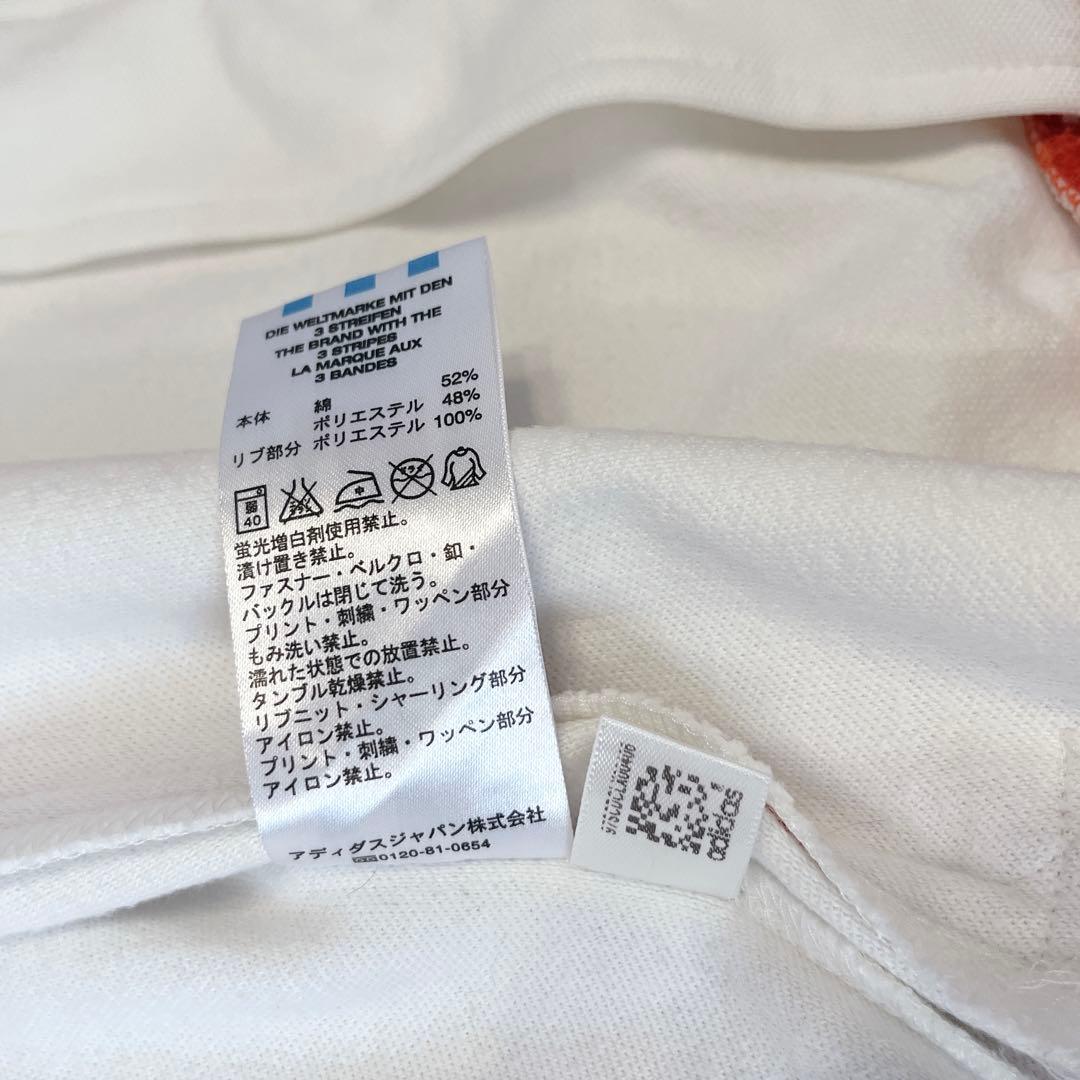 DIE WELTMARKE MIT DEN
3 STREIFEN
THE BRAND WITH THE
3 STRIPES
LA MARQUE AUX
3 BANDES
本体 綿 52%
ポリエステル 48%
リブ部分 ポリエステル 100%
弱
40
中
蛍光増白剤使用禁止。
漬け置き禁止。
ファスナー・ベルクロ・釦・
バックルは閉じて洗う。
プリント・刺繍・ワッペン部分
もみ洗い禁止。
濡れた状態での放置禁止。
タンブル乾燥禁止。
リブニット・シャーリング部分
アイロン禁止。
プリント・刺繍・ワッペン部分
アイロン禁止。
アディダスジャパン株式会社
0120-81-0654
adidas